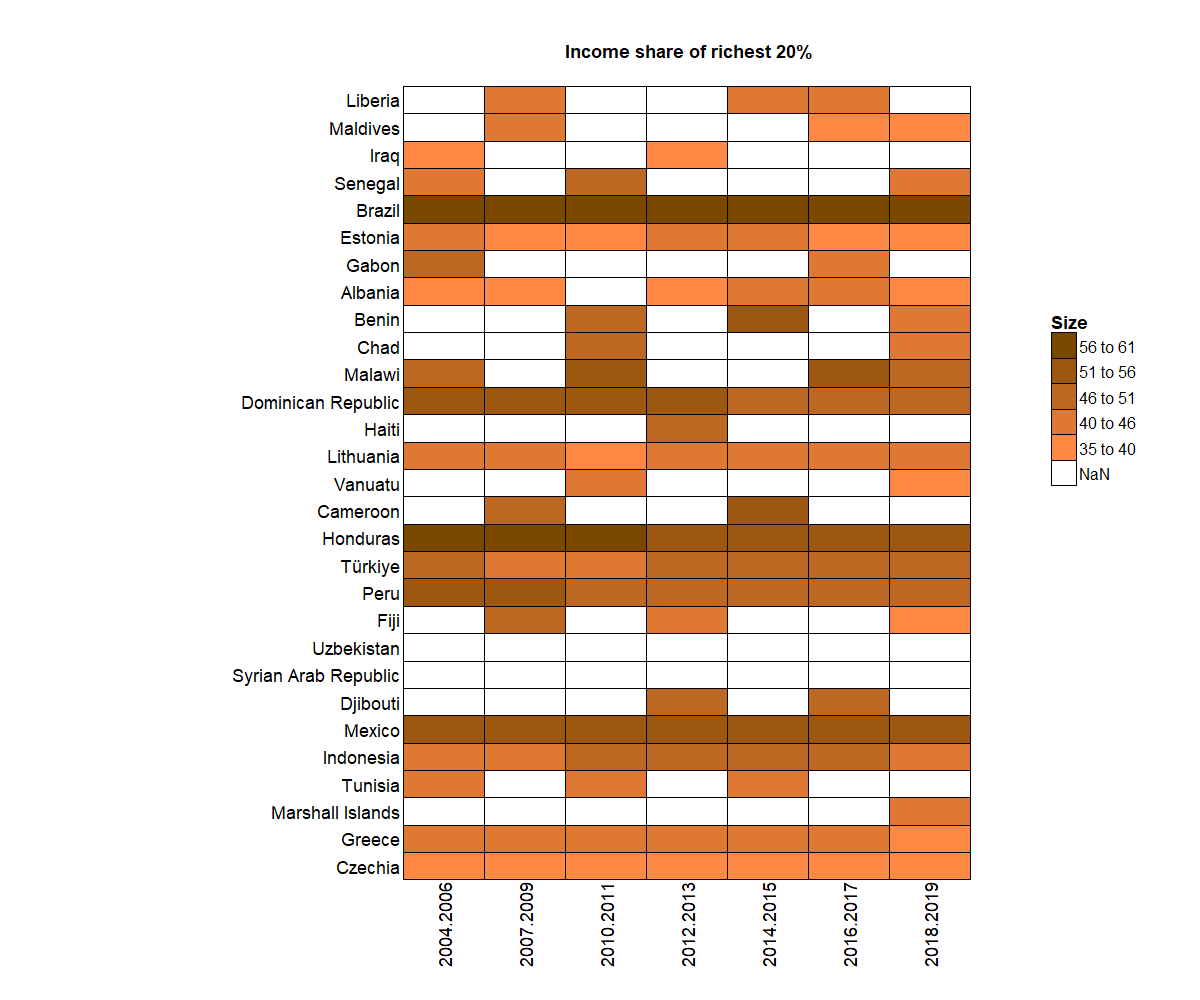 Income share of richest 20%
Liberia
Maldives
Iraq
Senegal
Brazil
Estonia
Gabon
Albania
Benin
Chad
Malawi
Dominican Republic
Haiti
Lithuania
Vanuatu
Cameroon
Honduras
Türkiye
Peru
Fiji
Uzbekistan
Syrian Arab Republic
Djibouti
Mexico
Indonesia
Tunisia
Marshall Islands
Greece
Czechia
2004.2006
2007.2009
2010.2011
2012.2013
2014.2015
2016.2017
2018.2019
Size
56 to 61
51 to 56
46 to 51
40 to 46
35 to 40
NaN